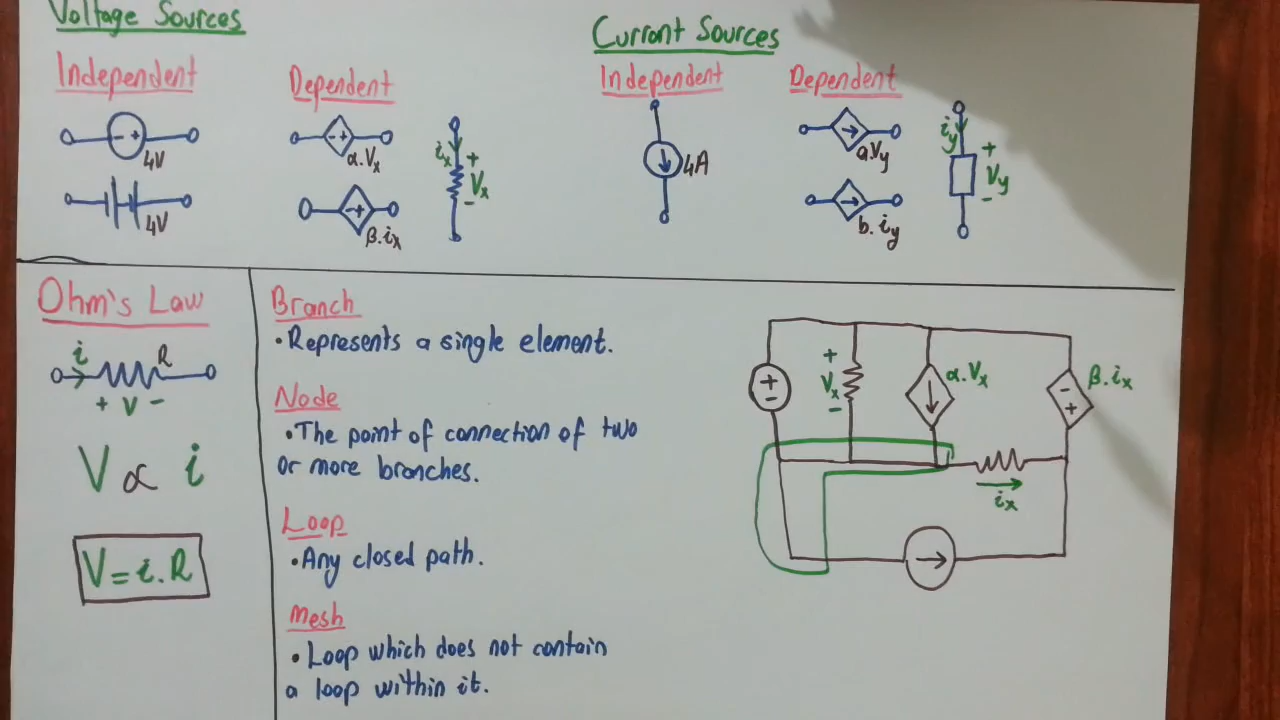 Voltage Sources
Current Sources
Independent
Dependent
Independent
Dependent
- +
4V
4V
- +
α.Vx
- +
β.ix
ix
+
Vx
-
4A
a.Vy
b.iy
iy
+
Vy
-
Ohm's Law
i
R
+ V -
V ∝ i
V = i.R
Branch
• Represents a single element.
Node
• The point of connection of two
or more branches.
Loop
• Any closed path.
Mesh
• Loop which does not contain
a loop within it.
+
-
+
Vx
-
α.Vx
-
+
β.ix
ix